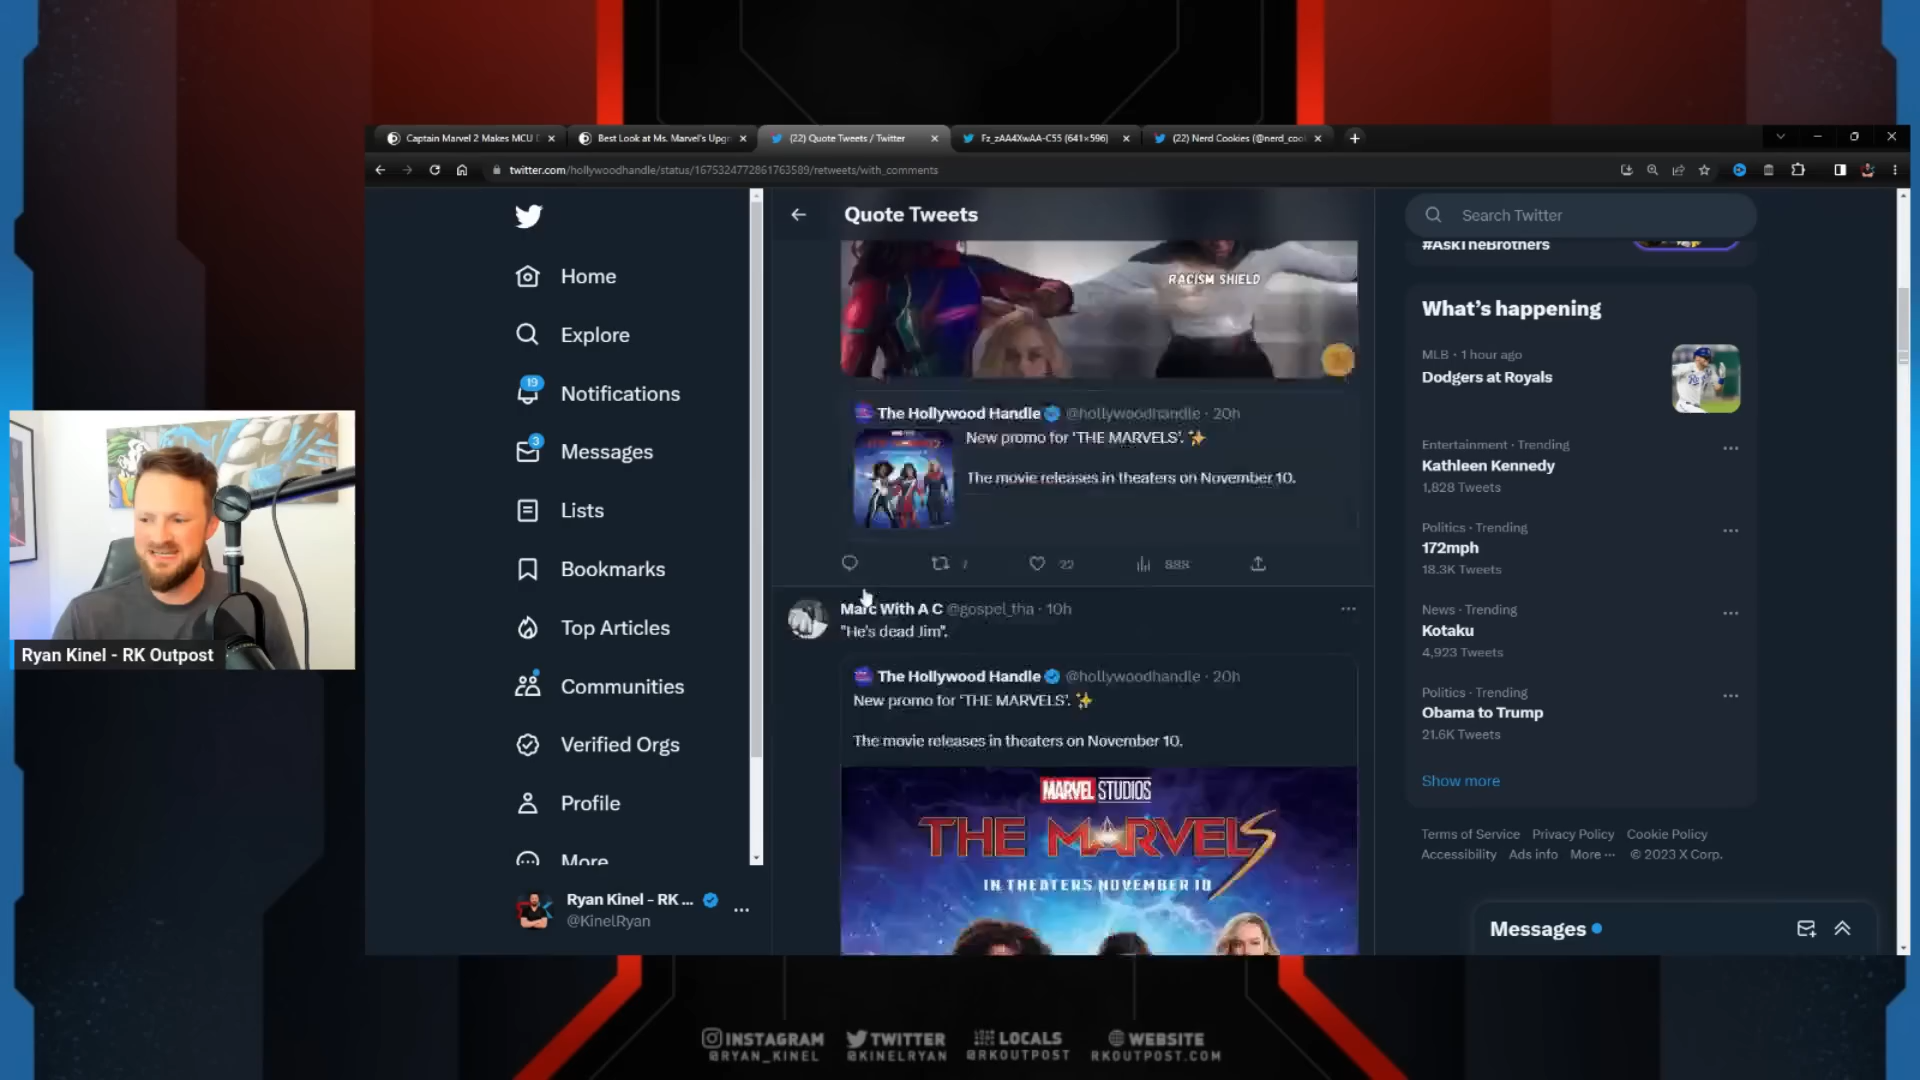 Captain Marvel 2 Makes MCU
Best Look at Ms. Marvel's Upgr
(22) Quote Tweets / Twitter
Fz_zAA4XwAA-C55 (641×596)
(22) Nerd Cookies (@nerd_coo
twitter.com/hollywoodhandle/status/1675324772861763589/retweets/with_comments
Home
Explore
19
Notifications
3
Messages
Lists
Bookmarks
Top Articles
Communities
Verified Orgs
Profile
More
Ryan Kinel - RK ...
@KinelRyan
Quote Tweets
RACISM SHIELD
The Hollywood Handle @hollywoodhandle · 20h
New promo for 'THE MARVELS'. ✨
The movie releases in theaters on November 10.
22
888
Marc With A C @gospel_tha · 10h
"He's dead Jim".
The Hollywood Handle @hollywoodhandle · 20h
New promo for 'THE MARVELS'. ✨
The movie releases in theaters on November 10.
MARVEL STUDIOS
THE MARVELS
IN THEATERS NOVEMBER 10
Search Twitter
#AskTheBrothers
What's happening
MLB · 1 hour ago
Dodgers at Royals
Entertainment · Trending
Kathleen Kennedy
1,828 Tweets
Politics · Trending
172mph
18.3K Tweets
News · Trending
Kotaku
4,923 Tweets
Politics · Trending
Obama to Trump
21.6K Tweets
Show more
Terms of Service Privacy Policy Cookie Policy
Accessibility Ads info More ··· © 2023 X Corp.
Messages
Ryan Kinel - RK Outpost
INSTAGRAM
@RYAN_KINEL
TWITTER
@KINELRYAN
LOCALS
@RKOUTPOST
WEBSITE
RKOUTPOST.COM